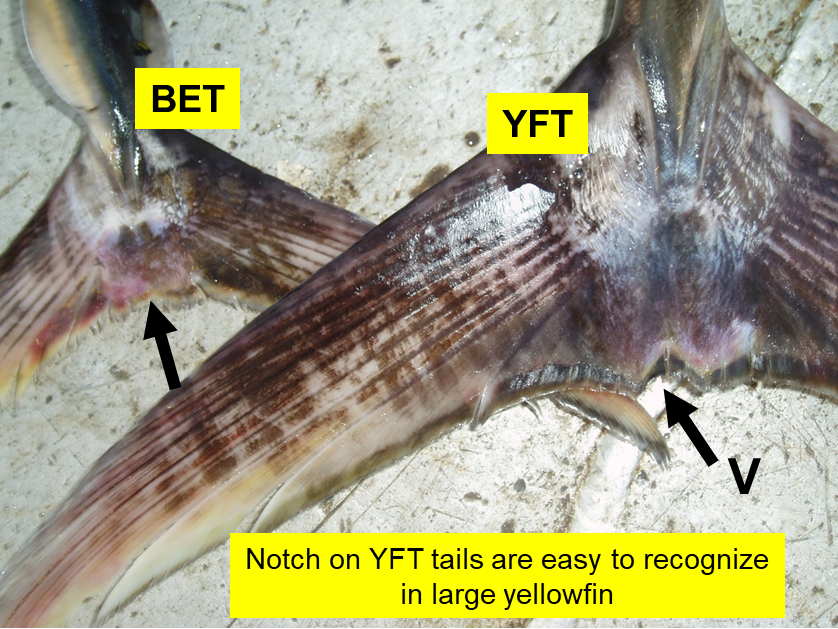 BET
YFT
V
Notch on YFT tails are easy to recognize
in large yellowfin